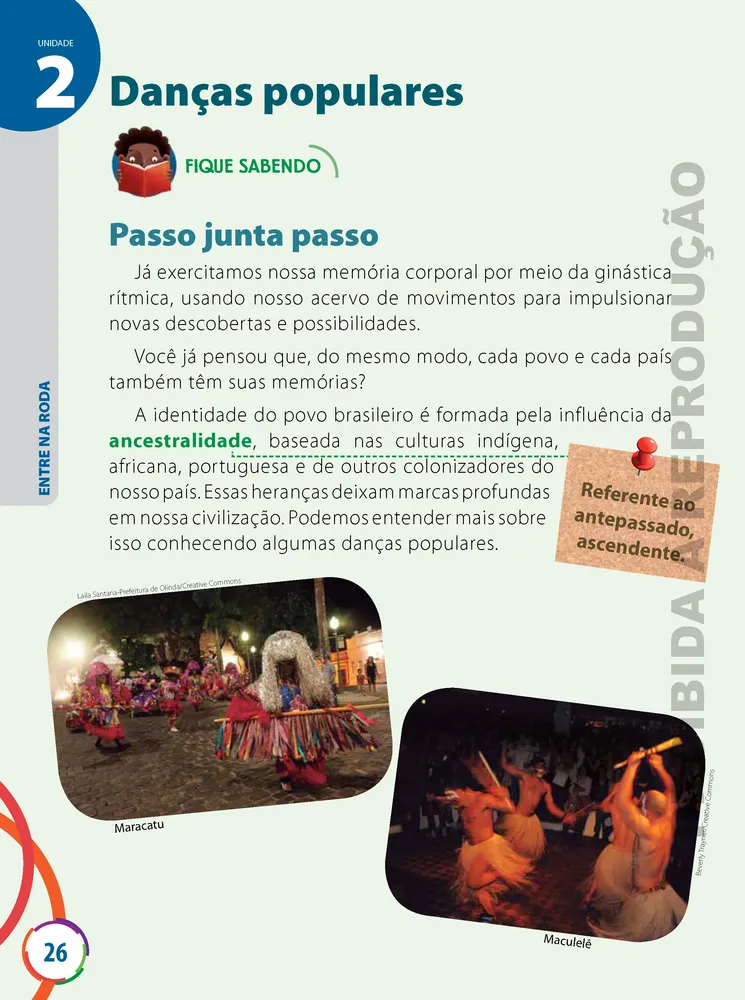 UNIDADE
2
Danças populares
FIQUE SABENDO
Passo junta passo
Já exercitamos nossa memória corporal por meio da ginástica
rítmica, usando nosso acervo de movimentos para impulsionar
novas descobertas e possibilidades.
Você já pensou que, do mesmo modo, cada povo e cada país
também têm suas memórias?
A identidade do povo brasileiro é formada pela influência da
ancestralidade, baseada nas culturas indígena,
africana, portuguesa e de outros colonizadores do
nosso país. Essas heranças deixam marcas profundas
em nossa civilização. Podemos entender mais sobre
isso conhecendo algumas danças populares.
Referente ao
antepassado,
ascendente.
ENTRE NA RODA
Laila Santana-Prefeitura de Olinda/Creative Commons
Maracatu
Beverly Trayner/Creative Commons
Maculelê
26
IBIDA A REPRODUÇÃO